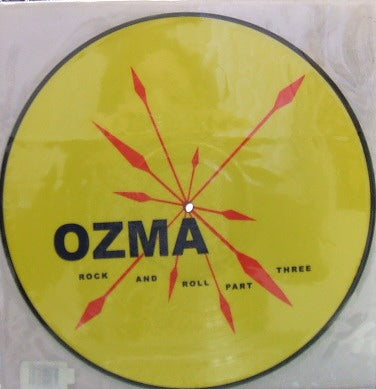 OZMA
ROCK AND ROLL PART THREE